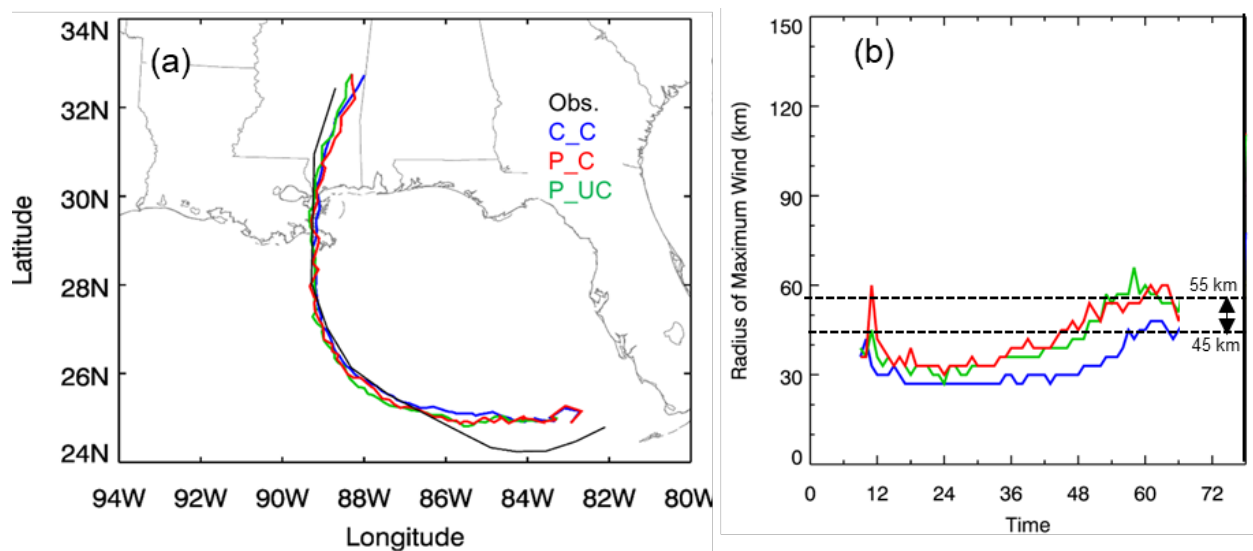 (a)
34N
32N
30N
28N
26N
24N
Latitude
94W 92W 90W 88W 86W 84W 82W 80W
Longitude
Obs.
C_C
P_C
P_UC
(b)
150
120
90
60
30
0
Radius of Maximum Wind (km)
0 12 24 36 48 60 72
Time
55 km
45 km